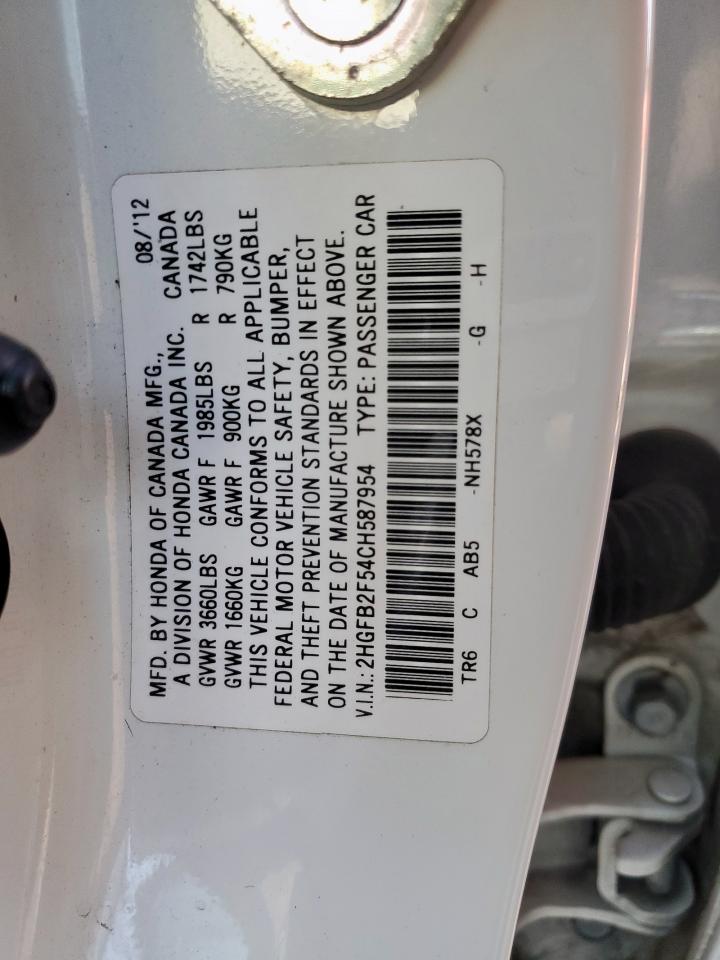 MFD. BY HONDA OF CANADA MFG., 08/'12
A DIVISION OF HONDA CANADA INC. CANADA
GVWR 3660LBS GAWR F 1985LBS R 1742LBS
GVWR 1660KG GAWR F 900KG R 790KG
THIS VEHICLE CONFORMS TO ALL APPLICABLE
FEDERAL MOTOR VEHICLE SAFETY, BUMPER,
AND THEFT PREVENTION STANDARDS IN EFFECT
ON THE DATE OF MANUFACTURE SHOWN ABOVE.
V.I.N.: 2HGFB2F54CH587954 TYPE: PASSENGER CAR
TR6 C AB5 -NH578X -G -H